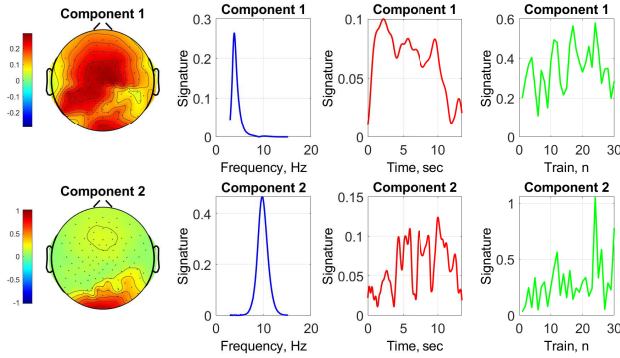 Component 1
Component 1
Component 1
Component 1
0.2
0.1
0
-0.1
-0.2
Signature
0.3
0.2
0.1
0
0
10
20
Frequency, Hz
Signature
0.1
0.05
0
0
5
10
Time, sec
Signature
0.6
0.4
0.2
0
0
10
20
30
Train, n
Component 2
Component 2
Component 2
Component 2
1
0.5
0
-0.5
-1
Signature
0.4
0.2
0
0
10
20
Frequency, Hz
Signature
0.15
0.1
0.05
0
0
5
10
Time, sec
Signature
1
0.5
0
0
10
20
30
Train, n